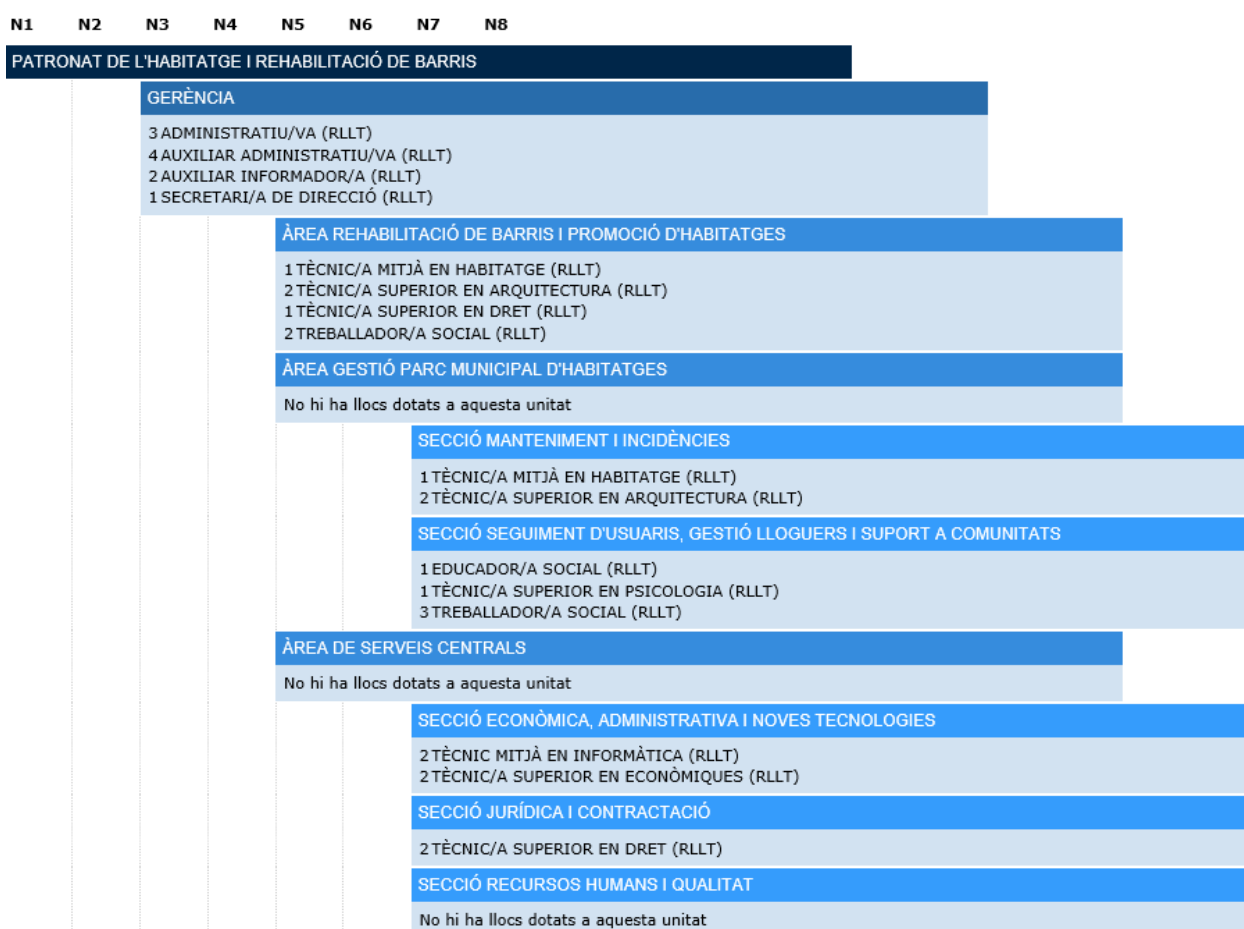 N1 N2 N3 N4 N5 N6 N7 N8
PATRONAT DE L'HABITATGE I REHABILITACIÓ DE BARRIS
GERÈNCIA
3 ADMINISTRATIU/VA (RLLT)
4 AUXILIAR ADMINISTRATIU/VA (RLLT)
2 AUXILIAR INFORMADOR/A (RLLT)
1 SECRETARI/A DE DIRECCIÓ (RLLT)
ÀREA REHABILITACIÓ DE BARRIS I PROMOCIÓ D'HABITATGES
1 TÈCNIC/A MITJÀ EN HABITATGE (RLLT)
2 TÈCNIC/A SUPERIOR EN ARQUITECTURA (RLLT)
1 TÈCNIC/A SUPERIOR EN DRET (RLLT)
2 TREBALLADOR/A SOCIAL (RLLT)
ÀREA GESTIÓ PARC MUNICIPAL D'HABITATGES
No hi ha llocs dotats a aquesta unitat
SECCIÓ MANTENIMENT I INCIDÈNCIES
1 TÈCNIC/A MITJÀ EN HABITATGE (RLLT)
2 TÈCNIC/A SUPERIOR EN ARQUITECTURA (RLLT)
SECCIÓ SEGUIMENT D'USUARIS, GESTIÓ LLOGUERS I SUPORT A COMUNITATS
1 EDUCADOR/A SOCIAL (RLLT)
1 TÈCNIC/A SUPERIOR EN PSICOLOGIA (RLLT)
3 TREBALLADOR/A SOCIAL (RLLT)
ÀREA DE SERVEIS CENTRALS
No hi ha llocs dotats a aquesta unitat
SECCIÓ ECONÒMICA, ADMINISTRATIVA I NOVES TECNOLOGIES
2 TÈCNIC MITJÀ EN INFORMÀTICA (RLLT)
2 TÈCNIC/A SUPERIOR EN ECONÒMIQUES (RLLT)
SECCIÓ JURÍDICA I CONTRACTACIÓ
2 TÈCNIC/A SUPERIOR EN DRET (RLLT)
SECCIÓ RECURSOS HUMANS I QUALITAT
No hi ha llocs dotats a aquesta unitat